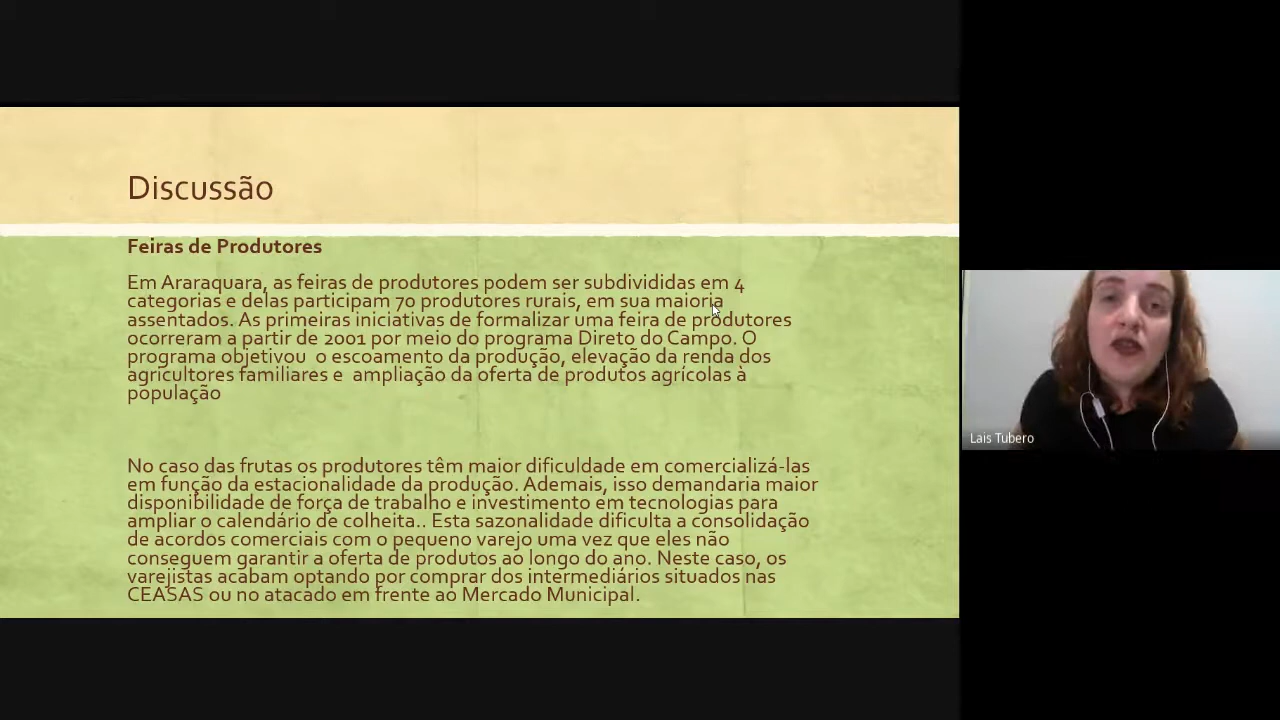 Discussão
Feiras de Produtores
Em Araraquara, as feiras de produtores podem ser subdivididas em 4
categorias e delas participam 70 produtores rurais, em sua maioria
assentados. As primeiras iniciativas de formalizar uma feira de produtores
ocorreram a partir de 2001 por meio do programa Direto do Campo. O
programa objetivou  o escoamento da produção, elevação da renda dos
agricultores familiares e  ampliação da oferta de produtos agrícolas à
população
No caso das frutas os produtores têm maior dificuldade em comercializá-las
em função da estacionalidade da produção. Ademais, isso demandaria maior
disponibilidade de força de trabalho e investimento em tecnologias para
ampliar o calendário de colheita.. Esta sazonalidade dificulta a consolidação
de acordos comerciais com o pequeno varejo uma vez que eles não
conseguem garantir a oferta de produtos ao longo do ano. Neste caso, os
varejistas acabam optando por comprar dos intermediários situados nas
CEASAS ou no atacado em frente ao Mercado Municipal.
Lais Tubero